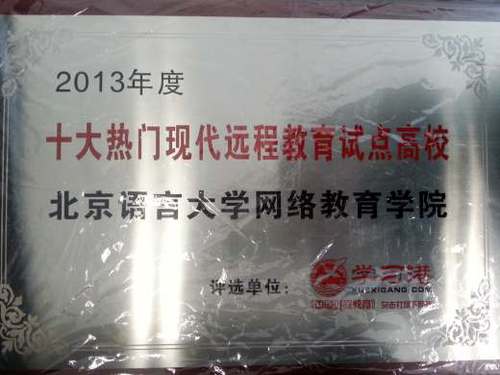 2013年度
十大热门现代远程教育试点高校
北京语言大学网络教育学院
评选单位：
学习港
XUEXIGANG.COM